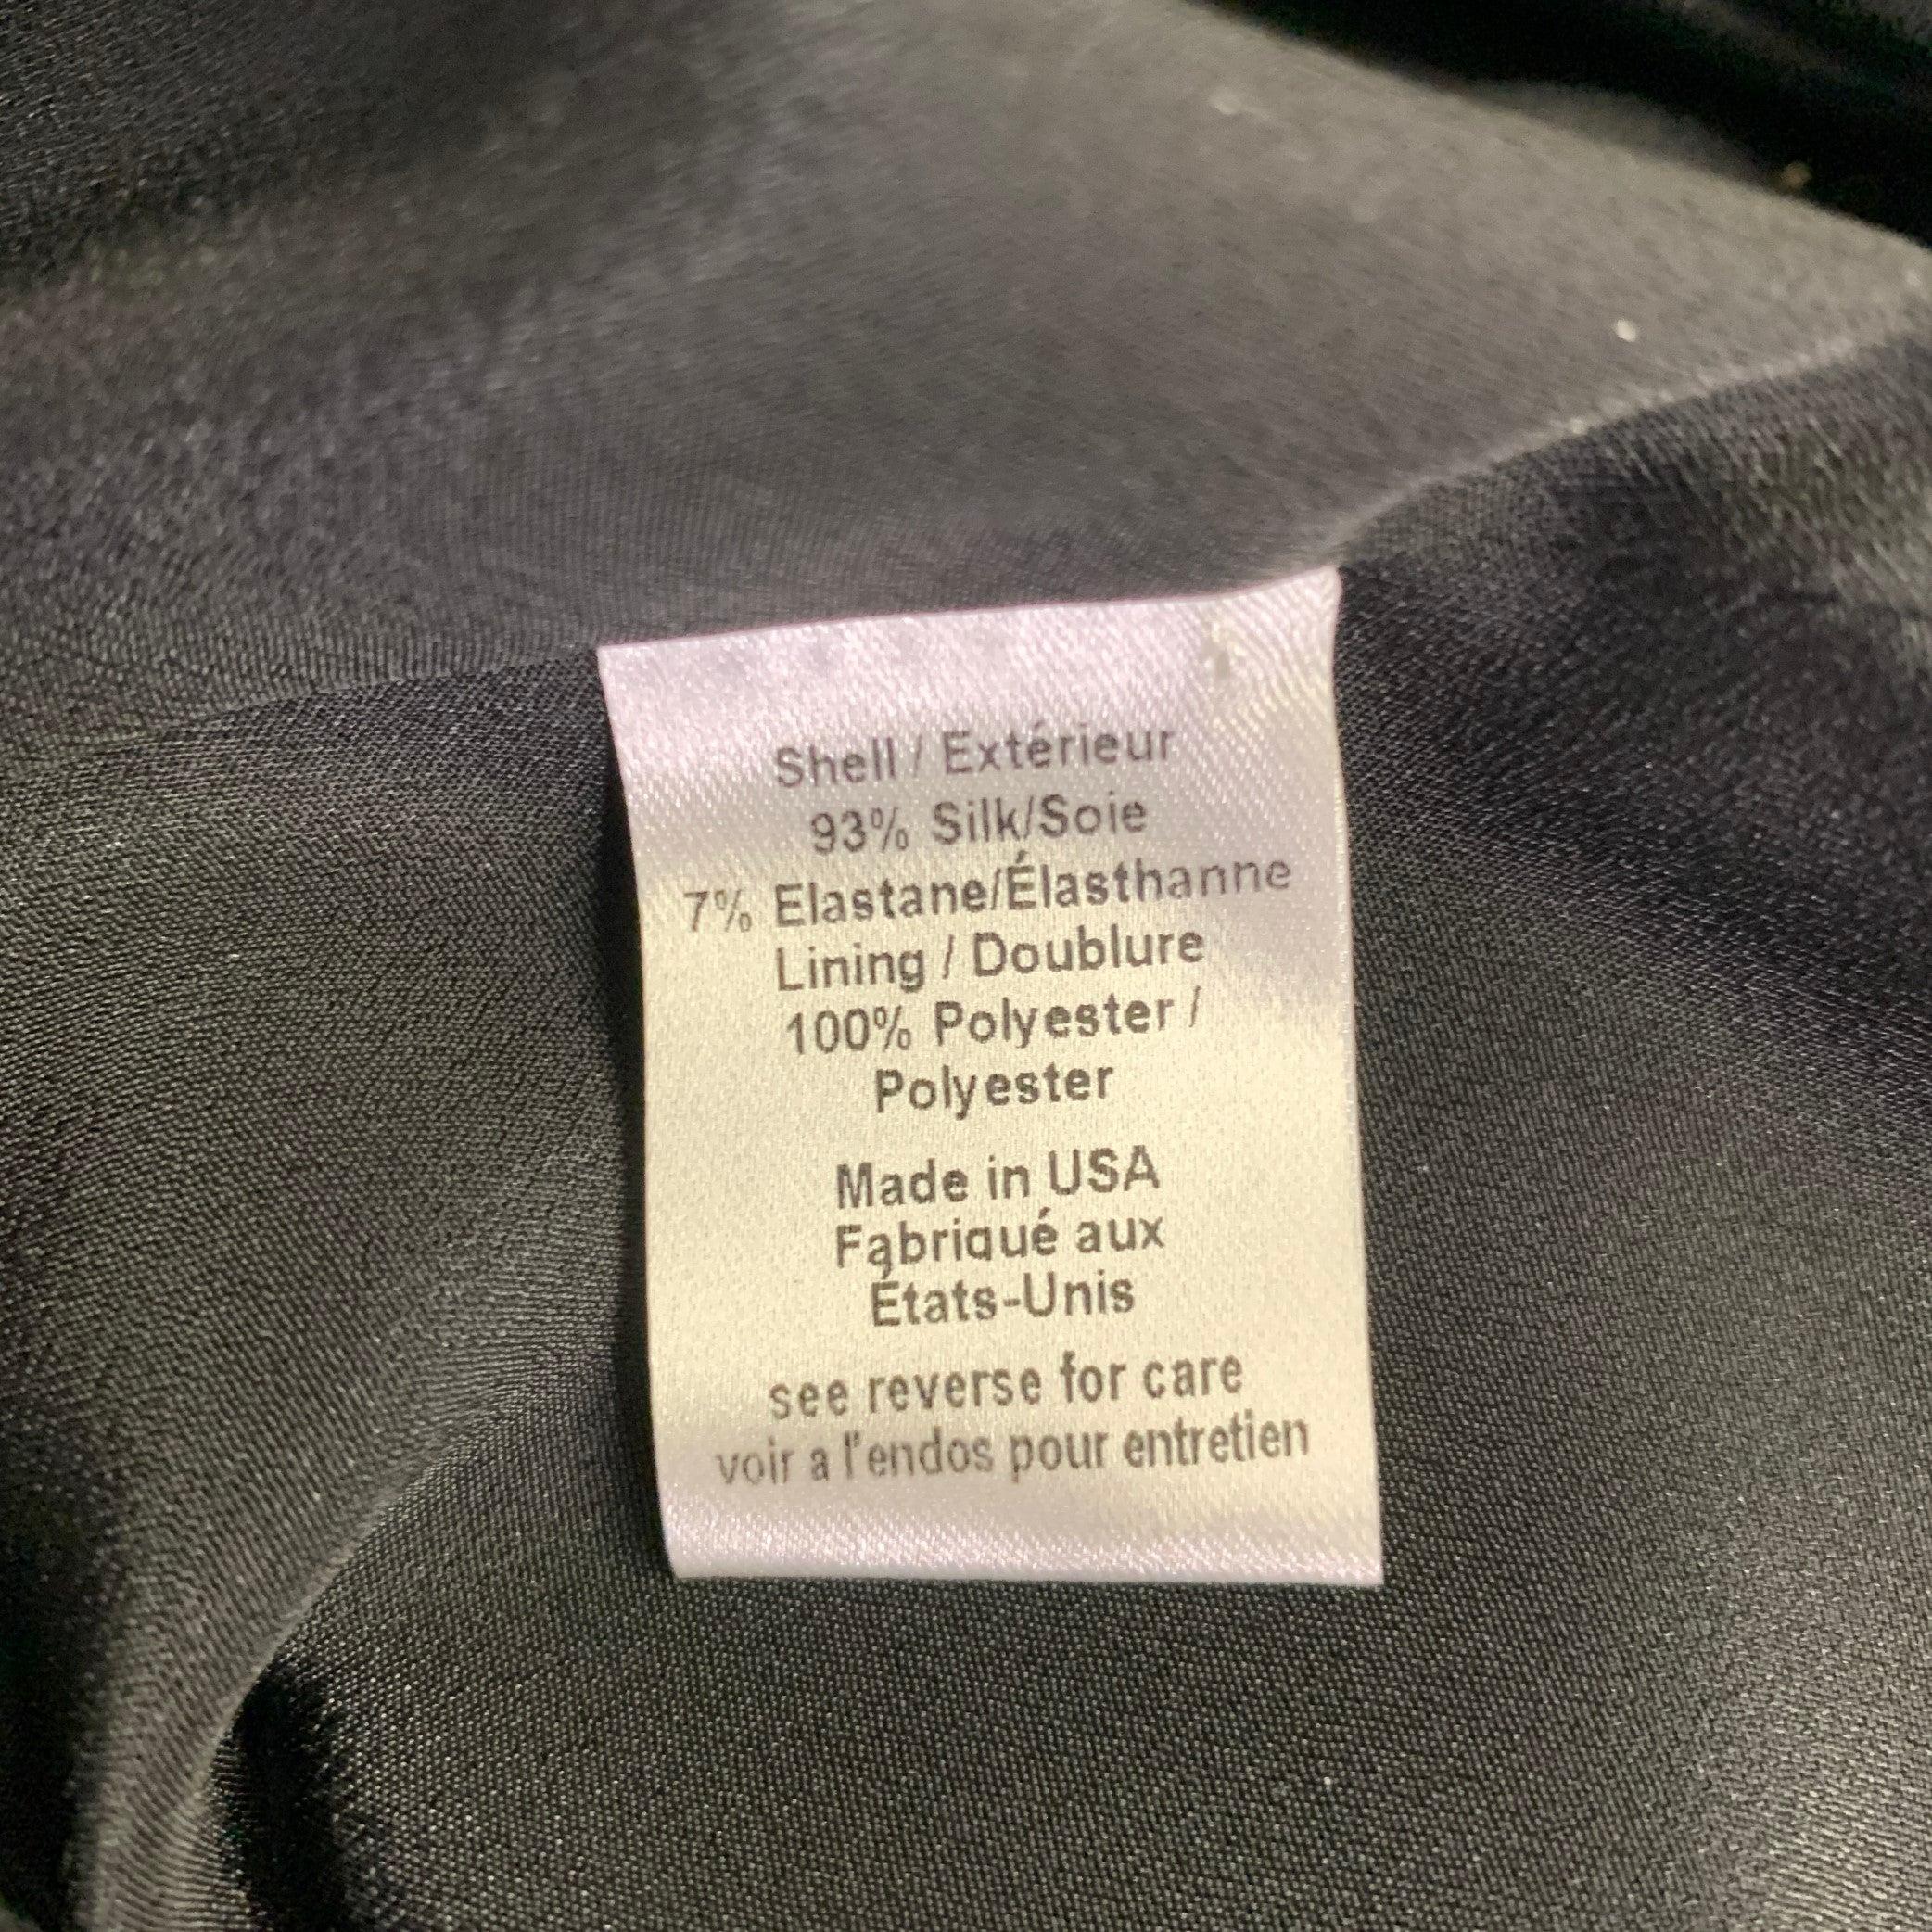 Shell / Extérieur
93% Silk/Soie
7% Elastane/Élasthanne
Lining / Doublure
100% Polyester /
Polyester
Made in USA
Fabriqué aux
États-Unis
see reverse for care
voir a l'endos pour entretien